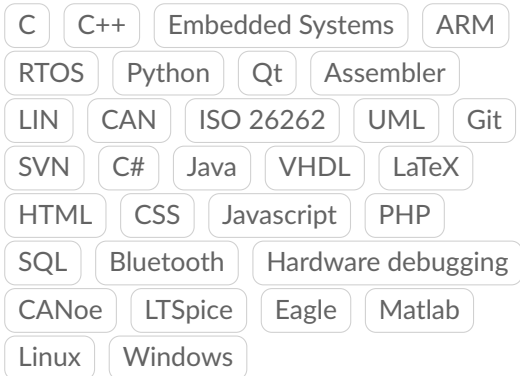 C C++ Embedded Systems ARM
RTOS Python Qt Assembler
LIN CAN ISO 26262 UML Git
SVN C# Java VHDL LaTeX
HTML CSS Javascript PHP
SQL Bluetooth Hardware debugging
CANoe LTSpice Eagle Matlab
Linux Windows